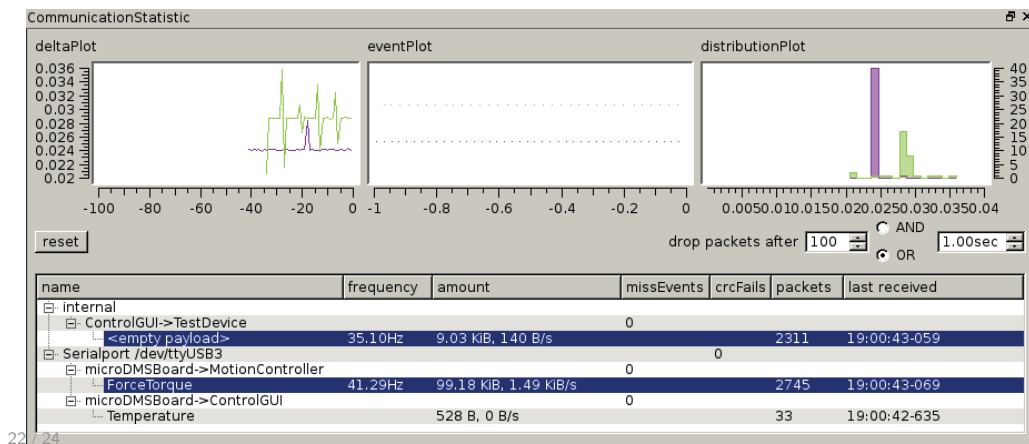 CommunicationStatistic
deltaPlot eventPlot distributionPlot
0.036
0.034
0.032
0.03
0.028
0.026
0.024
0.022
0.02
40
35
30
25
20
15
10
5
0
-100 -80 -60 -40 -20 0 -1 -0.8 -0.6 -0.4 -0.2 0 0.0050.010.0150.020.0250.030.0350.04
reset drop packets after 100 AND OR 1.00sec
name frequency amount missEvents crcFails packets last received
internal
ControlGUI->TestDevice 0
<empty payload> 35.10Hz 9.03 KiB, 140 B/s 2311 19:00:43-059
Serialport /dev/ttyUSB3 0
microDMSBoard->MotionController 0
ForceTorque 41.29Hz 99.18 KiB, 1.49 KiB/s 2745 19:00:43-069
microDMSBoard->ControlGUI 0
Temperature 528 B, 0 B/s 33 19:00:42-635
22 / 24